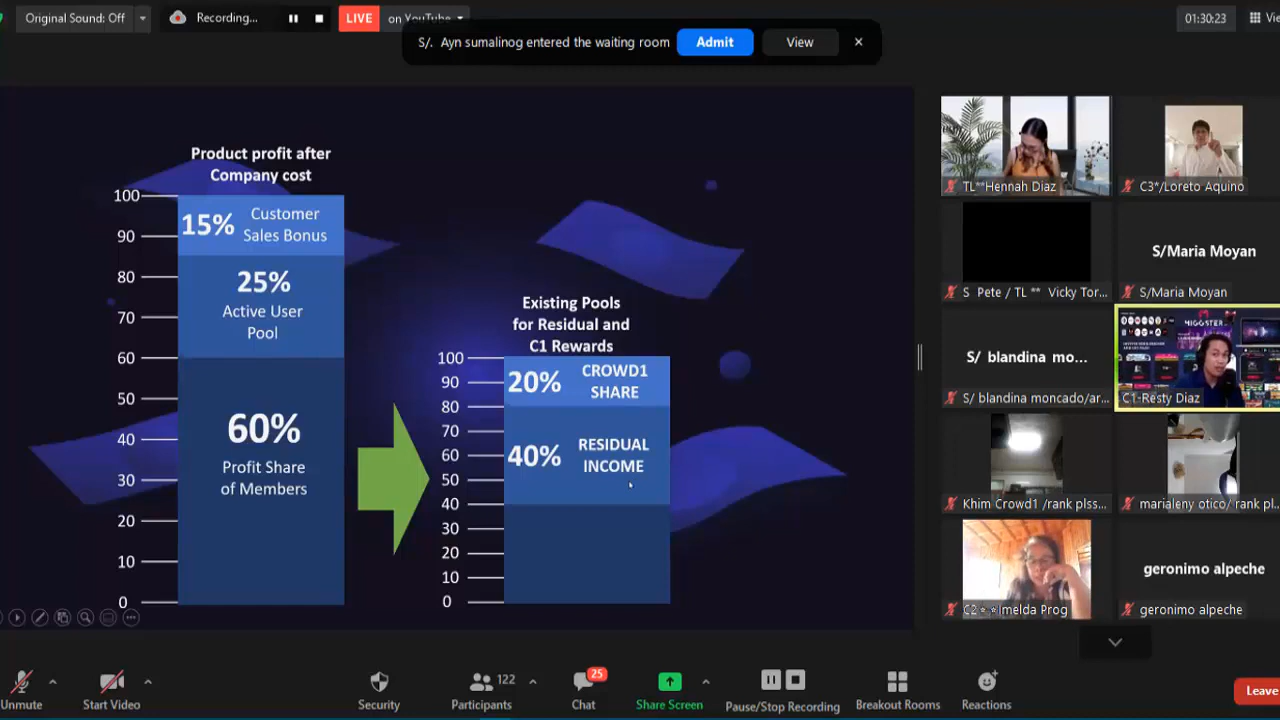 Original Sound: Off
Recording...
LIVE
on YouTube
01:30:23
S/. Ayn sumalinog entered the waiting room
Admit
View
Product profit after
Company cost
100
90
80
70
60
50
40
30
20
10
0
15%
Customer
Sales Bonus
25%
Active User
Pool
60%
Profit Share
of Members
Existing Pools
for Residual and
C1 Rewards
100
90
80
70
60
50
40
30
20
10
0
20%
CROWD1
SHARE
40%
RESIDUAL
INCOME
TL**Hennah Diaz
C3*/Loreto Aquino
S Pete / TL ** Vicky Tor...
S/Maria Moyan
S/Maria Moyan
S/ blandina mo...
S/ blandina moncado/ar...
MIGGSTER
C1-Resty Diaz
Khim Crowd1 /rank plss...
marialeny otico/ rank pl...
C2 Imelda Prog
geronimo alpeche
geronimo alpeche
Unmute
Start Video
Security
Participants
122
Chat
25
Share Screen
Pause/Stop Recording
Breakout Rooms
Reactions
Leave